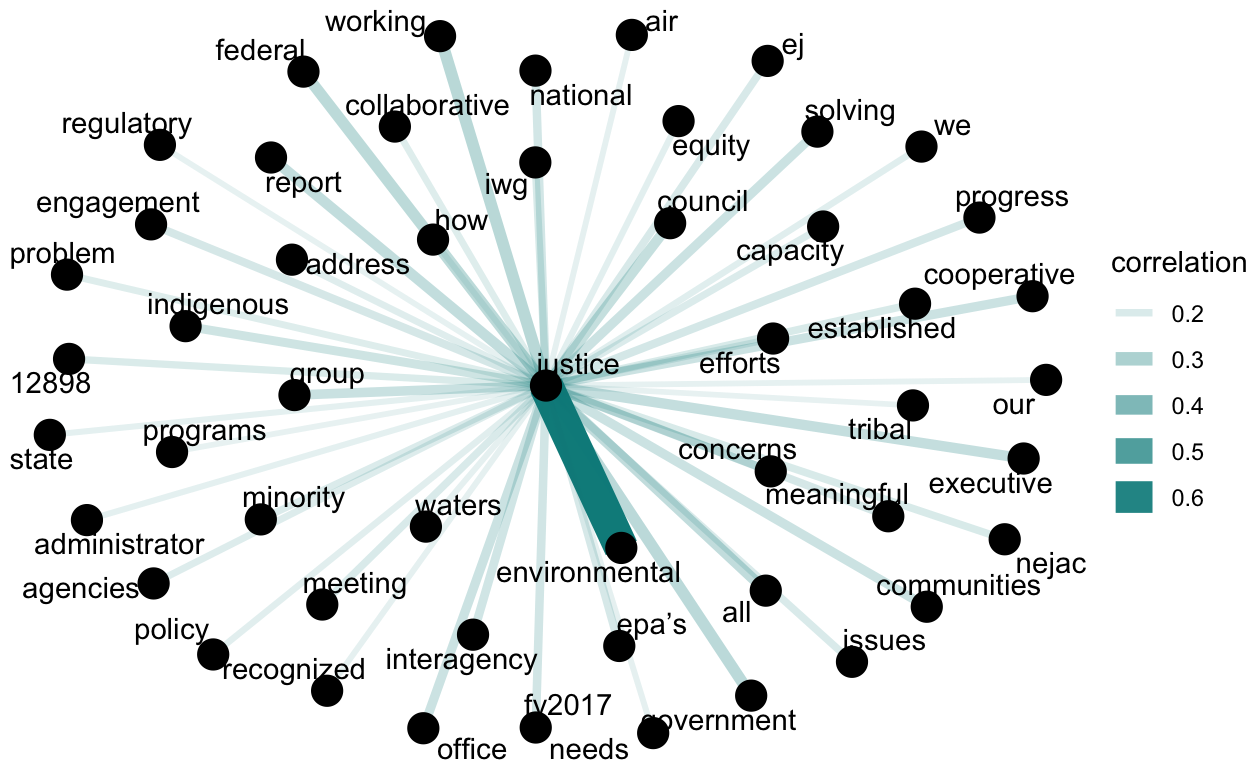 working
air
federal
ej
collaborative
national
solving
regulatory
equity
we
report
iwg
engagement
council
progress
how
problem
address
capacity
indigenous
cooperative
established
12898
group
justice
efforts
state
programs
our
tribal
concerns
minority
waters
meaningful
executive
administrator
environmental
nejac
agencies
meeting
communities
policy
epa’s
all
recognized
interagency
issues
fy2017
government
office
needs
correlation
0.2
0.3
0.4
0.5
0.6